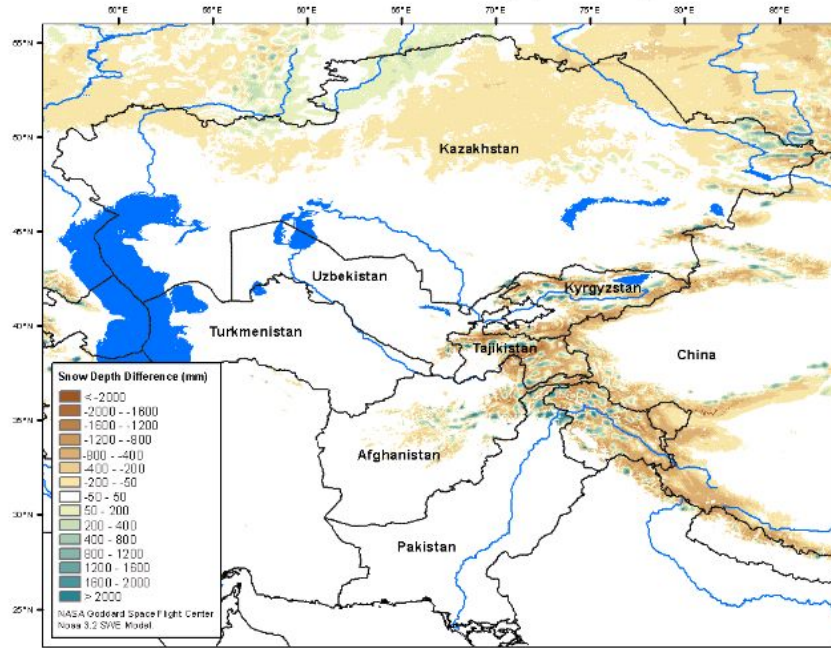 50°E 55°E 60°E 65°E 70°E 75°E 80°E 85°E
55°N
50°N
Kazakhstan
45°N
Uzbekistan
Kyrgyzstan
40°N
Turkmenistan
Tajikistan
China
35°N
Afghanistan
30°N
Pakistan
25°N
Snow Depth Difference (mm)
< -2000
-2000 - -1600
-1600 - -1200
-1200 - -800
-800 - -400
-400 - -200
-200 - -50
-50 - 50
50 - 200
200 - 400
400 - 800
800 - 1200
1200 - 1600
1600 - 2000
> 2000
NASA Goddard Space Flight Center
Noaa 3.2 SWE Model